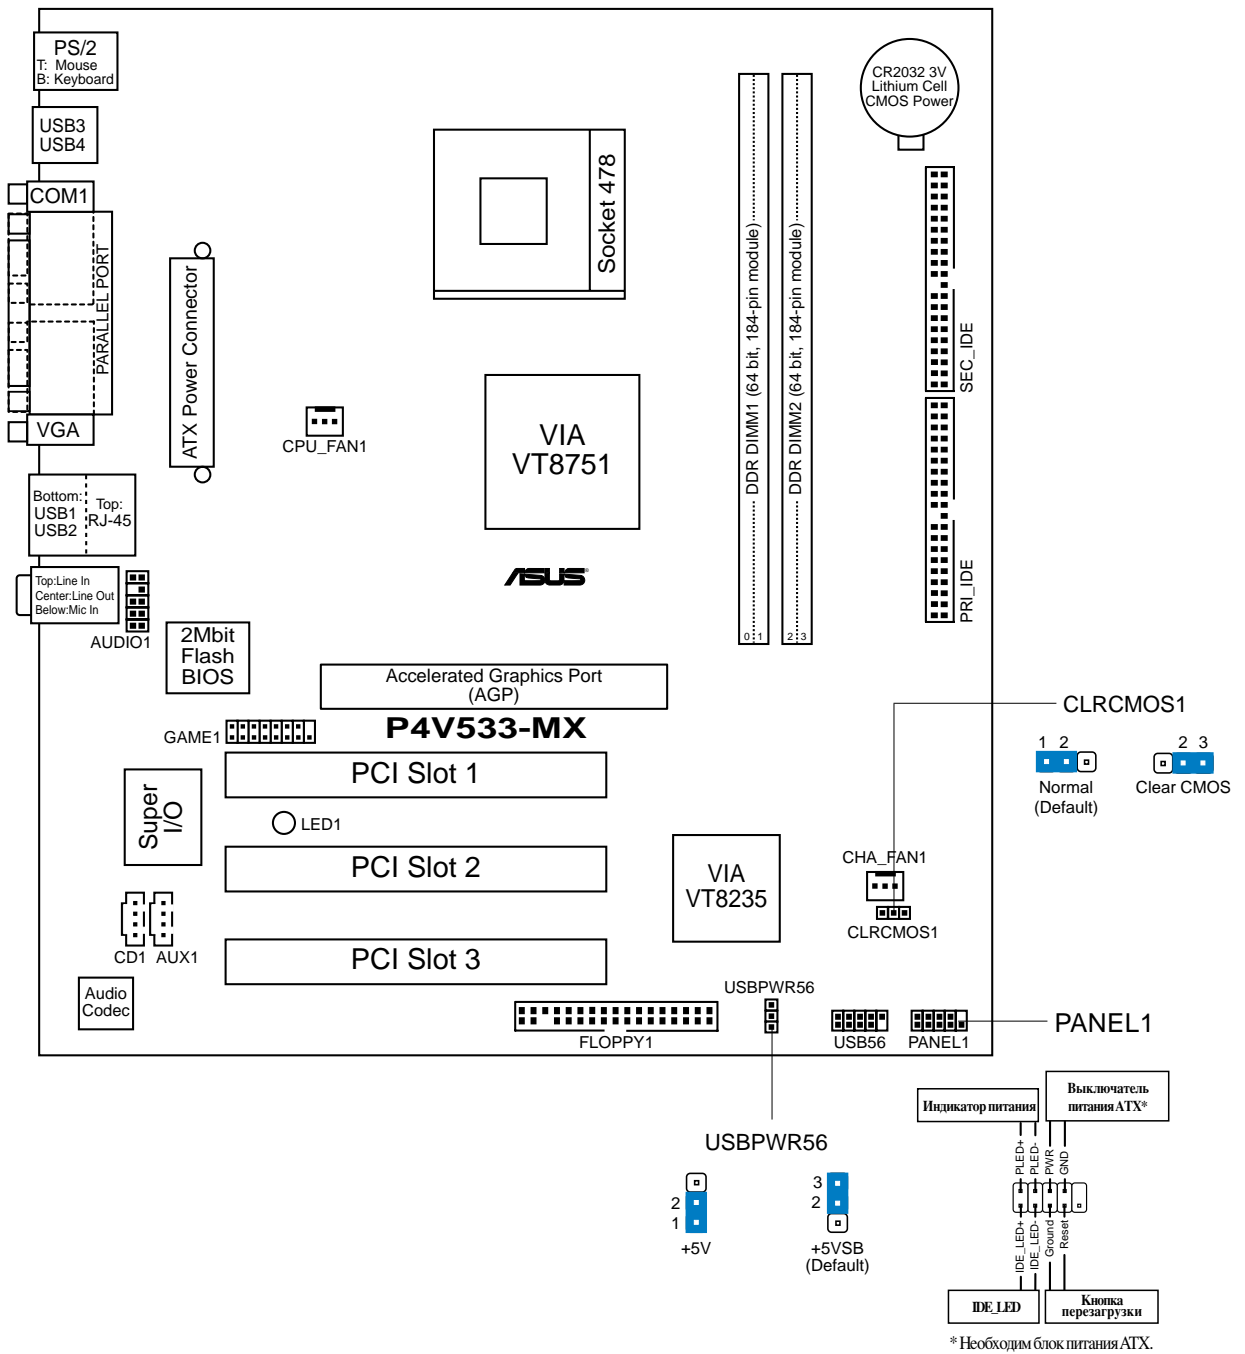 PS/2
T: Mouse
B: Keyboard
USB3
USB4
COM1
PARALLEL PORT
VGA
Bottom:
USB1
USB2
Top:
RJ-45
Top:Line In
Center:Line Out
Below:Mic In
AUDIO1
ATX Power Connector
CPU_FAN1
Socket 478
VIA
VT8751
ASUS
DDR DIMM1 (64 bit, 184-pin module)
DDR DIMM2 (64 bit, 184-pin module)
0 1
2 3
CR2032 3V
Lithium Cell
CMOS Power
SEC_IDE
PRI_IDE
2Mbit
Flash
BIOS
Accelerated Graphics Port
(AGP)
P4V533-MX
GAME1
PCI Slot 1
LED1
Super
I/O
PCI Slot 2
PCI Slot 3
CD1
AUX1
Audio
Codec
VIA
VT8235
CHA_FAN1
CLRCMOS1
USBPWR56
FLOPPY1
USB56
PANEL1
CLRCMOS1
1 2
Normal
(Default)
2 3
Clear CMOS
PANEL1
USBPWR56
2
1
+5V
3
2
+5VSB
(Default)
Индикатор питания
Выключатель
питания ATX*
PLED+
PLED-
PWR
GND
IDE_LED+
IDE_LED-
Ground
Reset
IDE_LED
Кнопка
перезагрузки
* Необходим блок питания ATX.